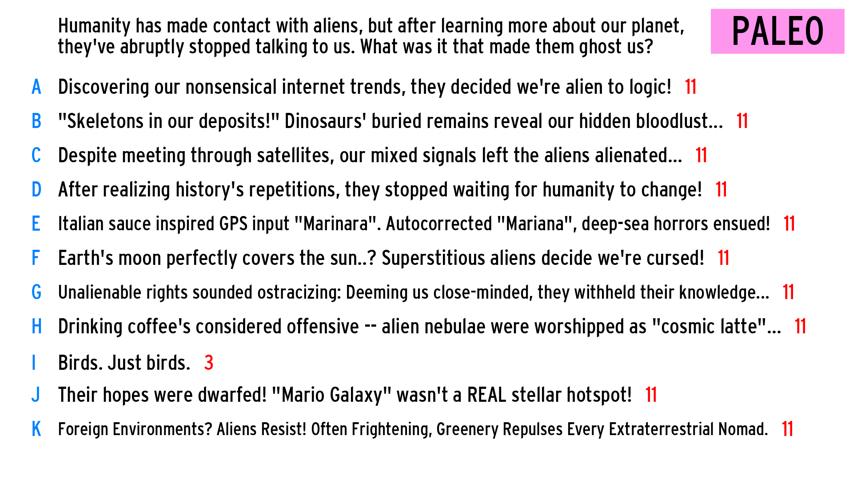 Humanity has made contact with aliens, but after learning more about our planet,
they've abruptly stopped talking to us. What was it that made them ghost us?
PALEO
A Discovering our nonsensical internet trends, they decided we're alien to logic! 11
B "Skeletons in our deposits!" Dinosaurs' buried remains reveal our hidden bloodlust... 11
C Despite meeting through satellites, our mixed signals left the aliens alienated... 11
D After realizing history's repetitions, they stopped waiting for humanity to change! 11
E Italian sauce inspired GPS input "Marinara". Autocorrected "Mariana", deep-sea horrors ensued! 11
F Earth's moon perfectly covers the sun..? Superstitious aliens decide we're cursed! 11
G Unalienable rights sounded ostracizing: Deeming us close-minded, they withheld their knowledge... 11
H Drinking coffee's considered offensive -- alien nebulae were worshipped as "cosmic latte"... 11
I Birds. Just birds. 3
J Their hopes were dwarfed! "Mario Galaxy" wasn't a REAL stellar hotspot! 11
K Foreign Environments? Aliens Resist! Often Frightening, Greenery Repulses Every Extraterrestrial Nomad. 11